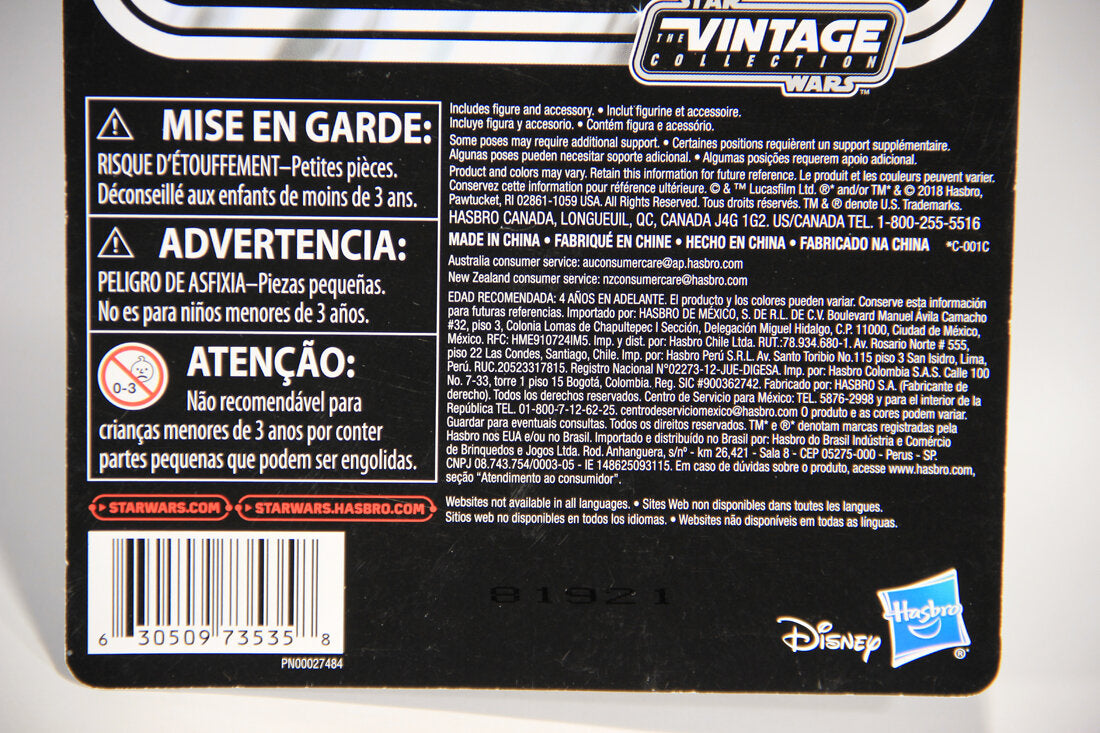 STAR
THE VINTAGE
COLLECTION
WARS™
MISE EN GARDE:
RISQUE D'ÉTOUFFEMENT–Petites pièces.
Déconseillé aux enfants de moins de 3 ans.
ADVERTENCIA:
PELIGRO DE ASFIXIA–Piezas pequeñas.
No es para niños menores de 3 años.
0-3
ATENÇÃO:
Não recomendável para
crianças menores de 3 anos por conter
partes pequenas que podem ser engolidas.
STARWARS.COM
STARWARS.HASBRO.COM
6 30509 73535 8
PN00027484
Includes figure and accessory. • Inclut figurine et accessoire.
Incluye figura y accesorio. • Contém figura e acessório.
Some poses may require additional support. • Certaines positions requièrent un support supplémentaire.
Algunas poses pueden necesitar soporte adicional. • Algumas posições requerem apoio adicional.
Product and colors may vary. Retain this information for future reference. Le produit et les couleurs peuvent varier.
Conservez cette information pour référence ultérieure. © & ™ Lucasfilm Ltd. ®* and/or TM* & © 2018 Hasbro,
Pawtucket, RI 02861-1059 USA. All Rights Reserved. Tous droits réservés. TM & ® denote U.S. Trademarks.
HASBRO CANADA, LONGUEUIL, QC, CANADA J4G 1G2. US/CANADA TEL. 1-800-255-5516
MADE IN CHINA • FABRIQUÉ EN CHINE • HECHO EN CHINA • FABRICADO NA CHINA *C-001C
Australia consumer service: auconsumercare@ap.hasbro.com
New Zealand consumer service: nzconsumercare@hasbro.com
EDAD RECOMENDADA: 4 AÑOS EN ADELANTE. El producto y los colores pueden variar. Conserve esta información
para futuras referencias. Importado por: HASBRO DE MÉXICO, S. DE R.L. DE C.V. Boulevard Manuel Ávila Camacho
#32, piso 3, Colonia Lomas de Chapultepec I Sección, Delegación Miguel Hidalgo, C.P. 11000, Ciudad de México,
México. RFC: HME910724IM5. Imp. y dist. por: Hasbro Chile Ltda. RUT.:78.934.680-1. Av. Rosario Norte # 555,
piso 22 Las Condes, Santiago, Chile. Imp. por: Hasbro Perú S.R.L. Av. Santo Toribio No.115 piso 3 San Isidro, Lima,
Perú. RUC.20523317815. Registro Nacional N°02273-12-JUE-DIGESA. Imp. por: Hasbro Colombia S.A.S. Calle 100
No. 7-33, torre 1 piso 15 Bogotá, Colombia. Reg. SIC #900362742. Fabricado por: HASBRO S.A. (Fabricante de
derecho). Todos los derechos reservados. Centro de Servicio para México: TEL. 5876-2998 y para el interior de la
República TEL. 01-800-7-12-62-25. centrodeserviciomexico@hasbro.com O produto e as cores podem variar.
Guardar para eventuais consultas. Todos os direitos reservados. TM* e ®* denotam marcas registradas pela
Hasbro nos EUA e/ou no Brasil. Importado e distribuído no Brasil por: Hasbro do Brasil Indústria e Comércio
de Brinquedos e Jogos Ltda. Rod. Anhanguera, s/nº - km 26,421 - Sala 8 - CEP 05275-000 - Perus - SP.
CNPJ 08.743.754/0003-05 - IE 148625093115. Em caso de dúvidas sobre o produto, acesse www.hasbro.com,
seção "Atendimento ao consumidor".
Websites not available in all languages. • Sites Web non disponibles dans toutes les langues.
Sitios web no disponibles en todos los idiomas. • Websites não disponíveis em todas as línguas.
81921
Disney
Hasbro®